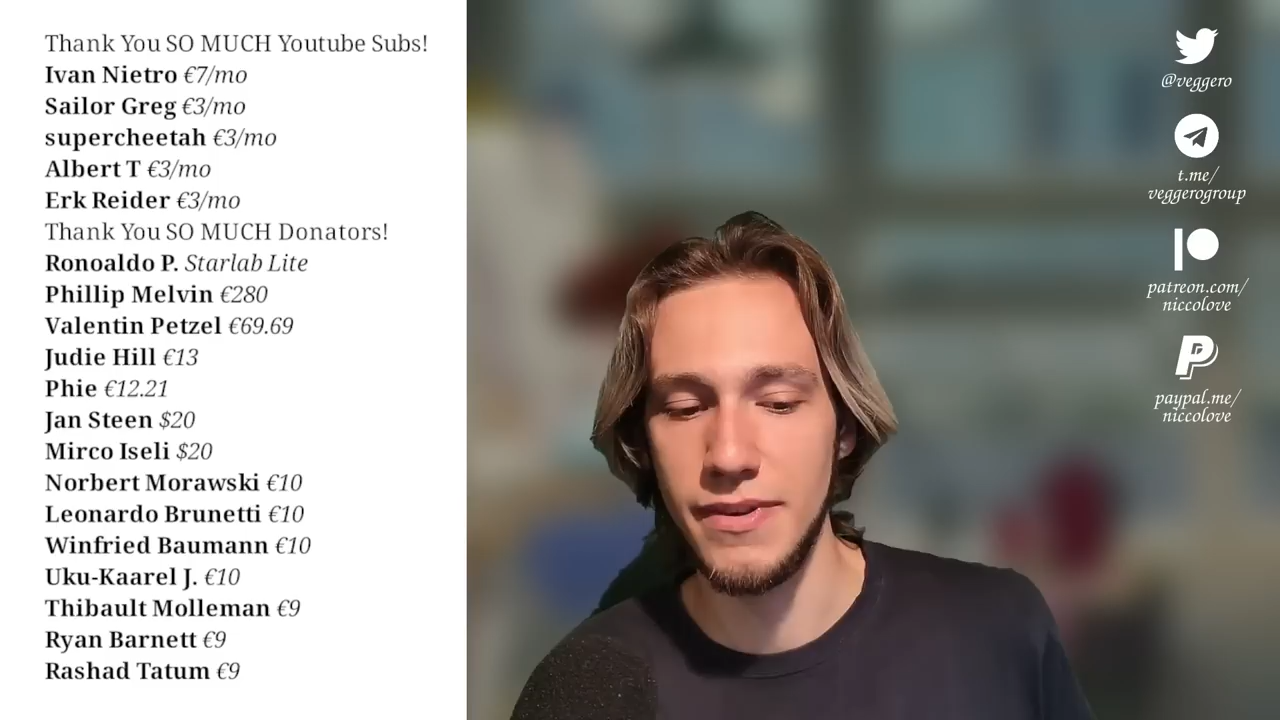 Thank You SO MUCH Youtube Subs!
Ivan Nietro €7/mo
Sailor Greg €3/mo
supercheetah €3/mo
Albert T €3/mo
Erk Reider €3/mo
Thank You SO MUCH Donators!
Ronoaldo P. Starlab Lite
Phillip Melvin €280
Valentin Petzel €69.69
Judie Hill €13
Phie €12.21
Jan Steen $20
Mirco Iseli $20
Norbert Morawski €10
Leonardo Brunetti €10
Winfried Baumann €10
Uku-Kaarel J. €10
Thibault Molleman €9
Ryan Barnett €9
Rashad Tatum €9
@veggero
t.me/
veggerogroup
patreon.com/
niccolove
paypal.me/
niccolove